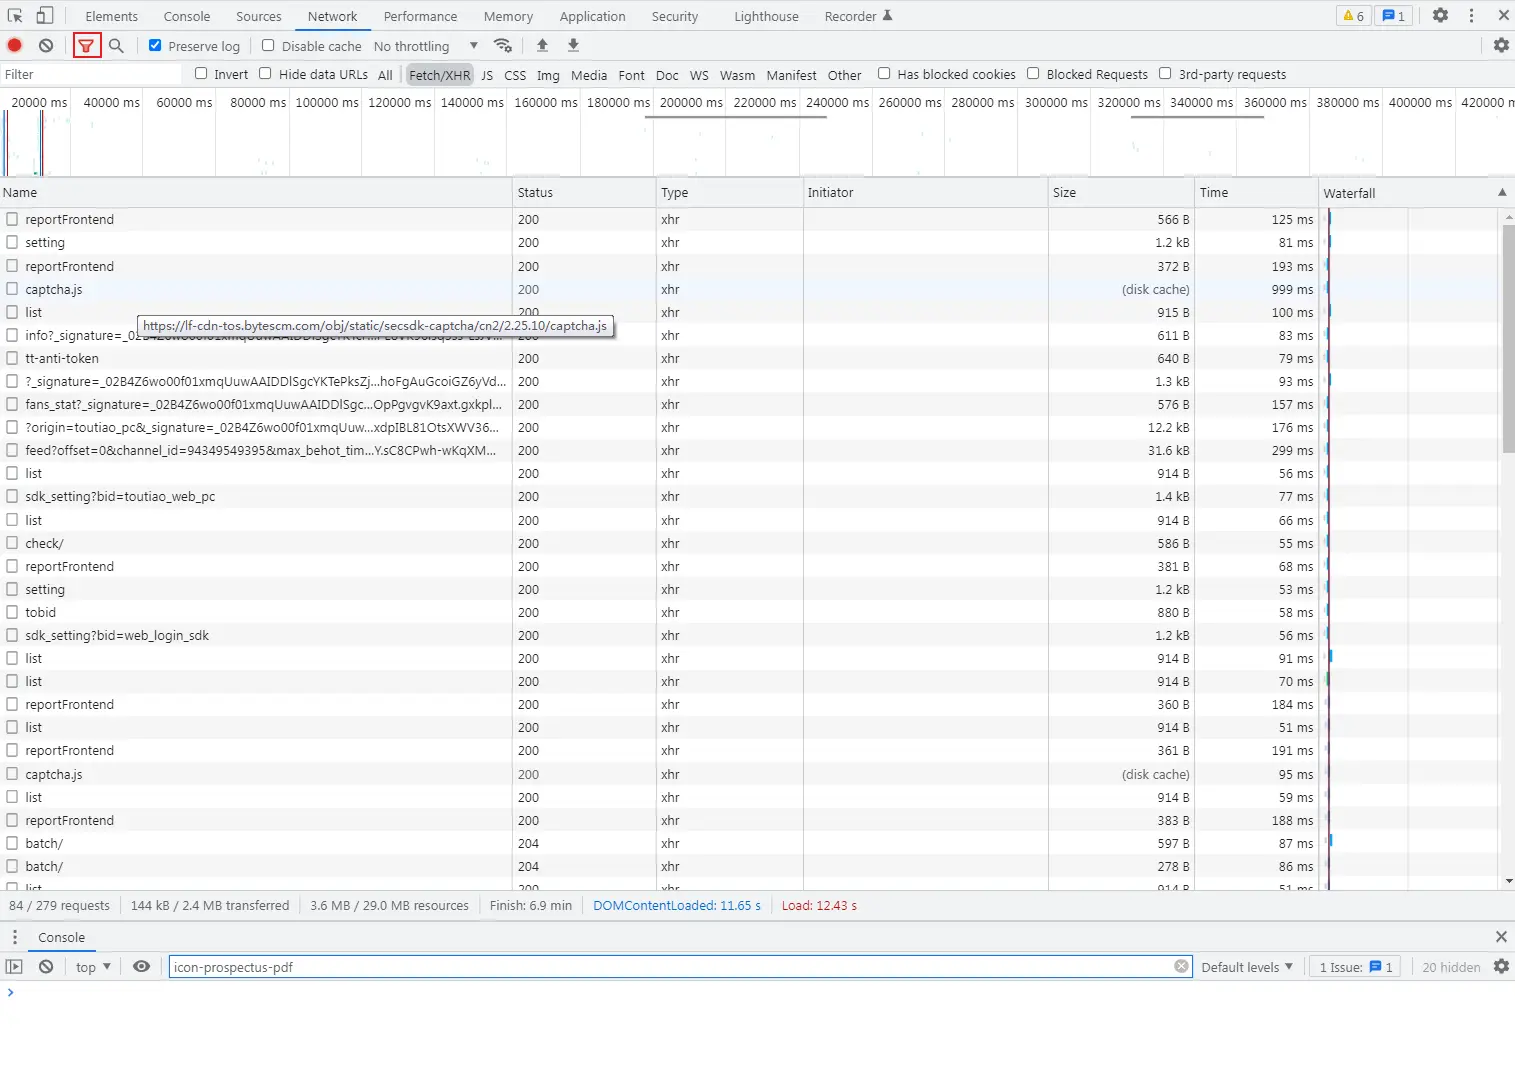 Elements Console Sources Network Performance Memory Application Security Lighthouse Recorder 6 1
Preserve log Disable cache No throttling
Filter Invert Hide data URLs All Fetch/XHR JS CSS Img Media Font Doc WS Wasm Manifest Other Has blocked cookies Blocked Requests 3rd-party requests
20000 ms 40000 ms 60000 ms 80000 ms 100000 ms 120000 ms 140000 ms 160000 ms 180000 ms 200000 ms 220000 ms 240000 ms 260000 ms 280000 ms 300000 ms 320000 ms 340000 ms 360000 ms 380000 ms 400000 ms 420000 m
Name Status Type Initiator Size Time Waterfall
reportFrontend 200 xhr 566 B 125 ms
setting 200 xhr 1.2 kB 81 ms
reportFrontend 200 xhr 372 B 193 ms
captcha.js 200 xhr (disk cache) 999 ms
list 200 xhr 915 B 100 ms
https://lf-cdn-tos.bytescm.com/obj/static/secsdk-captcha/cn2/2.25.10/captcha.js
info?_signature=_02 200 xhr 611 B 83 ms
tt-anti-token 200 xhr 640 B 79 ms
?_signature=_02B4Z6wo00f01xmqUuwAAIDDlSgcYKTePksZj...hoFgAuGcoiGZ6yVd... 200 xhr 1.3 kB 93 ms
fans_stat?_signature=_02B4Z6wo00f01xmqUuwAAIDDlSgc...OpPgvgvK9axt.gxkpl... 200 xhr 576 B 157 ms
?origin=toutiao_pc&_signature=_02B4Z6wo00f01xmqUuw...xdpIBL81OtsXWV36... 200 xhr 12.2 kB 176 ms
feed?offset=0&channel_id=94349549395&max_behot_tim...Y.sC8CPwh-wKqXM... 200 xhr 31.6 kB 299 ms
list 200 xhr 914 B 56 ms
sdk_setting?bid=toutiao_web_pc 200 xhr 1.4 kB 77 ms
list 200 xhr 914 B 66 ms
check/ 200 xhr 586 B 55 ms
reportFrontend 200 xhr 381 B 68 ms
setting 200 xhr 1.2 kB 53 ms
tobid 200 xhr 880 B 58 ms
sdk_setting?bid=web_login_sdk 200 xhr 1.2 kB 56 ms
list 200 xhr 914 B 91 ms
list 200 xhr 914 B 70 ms
reportFrontend 200 xhr 360 B 184 ms
list 200 xhr 914 B 51 ms
reportFrontend 200 xhr 361 B 191 ms
captcha.js 200 xhr (disk cache) 95 ms
list 200 xhr 914 B 59 ms
reportFrontend 200 xhr 383 B 188 ms
batch/ 204 xhr 597 B 87 ms
batch/ 204 xhr 278 B 86 ms
list 200 xhr 914 B 51 ms
84 / 279 requests 144 kB / 2.4 MB transferred 3.6 MB / 29.0 MB resources Finish: 6.9 min DOMContentLoaded: 11.65 s Load: 12.43 s
Console
top icon-prospectus-pdf Default levels 1 Issue: 1 20 hidden